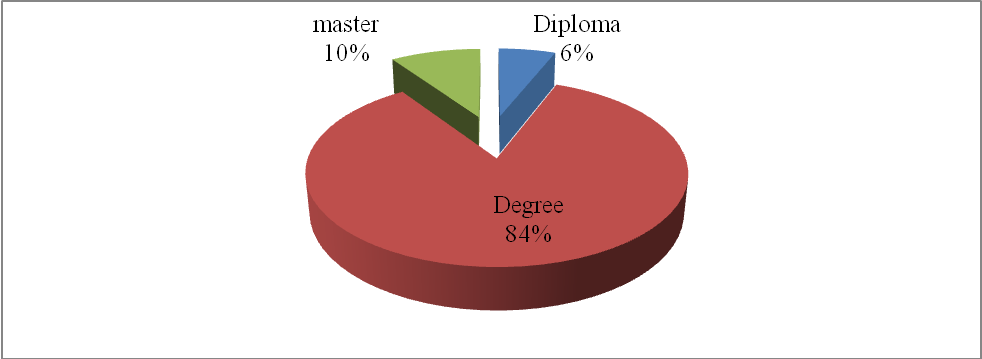 master
10%
Diploma
6%
Degree
84%